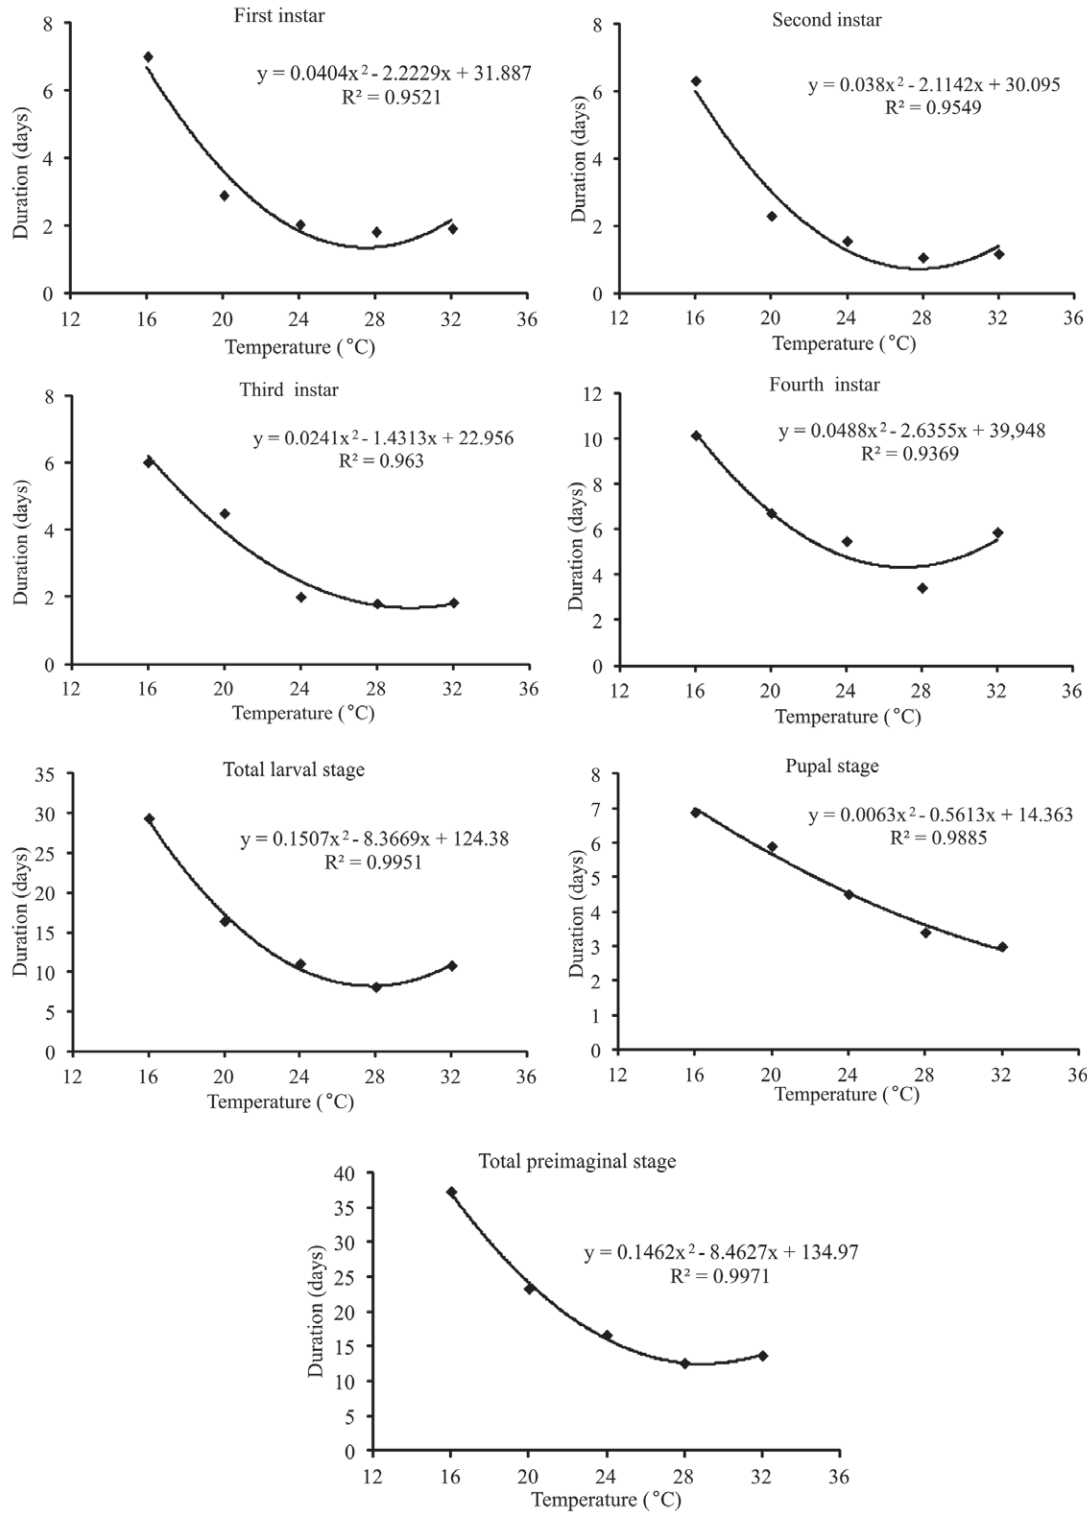 First instar
y = 0.0404x² - 2.2229x + 31.887
R² = 0.9521
Duration (days)
8
6
4
2
0
12 16 20 24 28 32 36
Temperature (°C)
Second instar
y = 0.038x² - 2.1142x + 30.095
R² = 0.9549
Duration (days)
8
6
4
2
0
12 16 20 24 28 32 36
Temperature (°C)
Third instar
y = 0.0241x² - 1.4313x + 22.956
R² = 0.963
Duration (days)
8
6
4
2
0
12 16 20 24 28 32 36
Temperature (°C)
Fourth instar
y = 0.0488x² - 2.6355x + 39,948
R² = 0.9369
Duration (days)
12
10
8
6
4
2
0
12 16 20 24 28 32 36
Temperature (°C)
Total larval stage
y = 0.1507x² - 8.3669x + 124.38
R² = 0.9951
Duration (days)
35
30
25
20
15
10
5
0
12 16 20 24 28 32 36
Temperature (°C)
Pupal stage
y = 0.0063x² - 0.5613x + 14.363
R² = 0.9885
Duration (days)
8
7
6
5
4
3
2
1
0
12 16 20 24 28 32 36
Temperature (°C)
Total preimaginal stage
y = 0.1462x² - 8.4627x + 134.97
R² = 0.9971
Duration (days)
40
35
30
25
20
15
10
5
0
12 16 20 24 28 32 36
Temperature (°C)